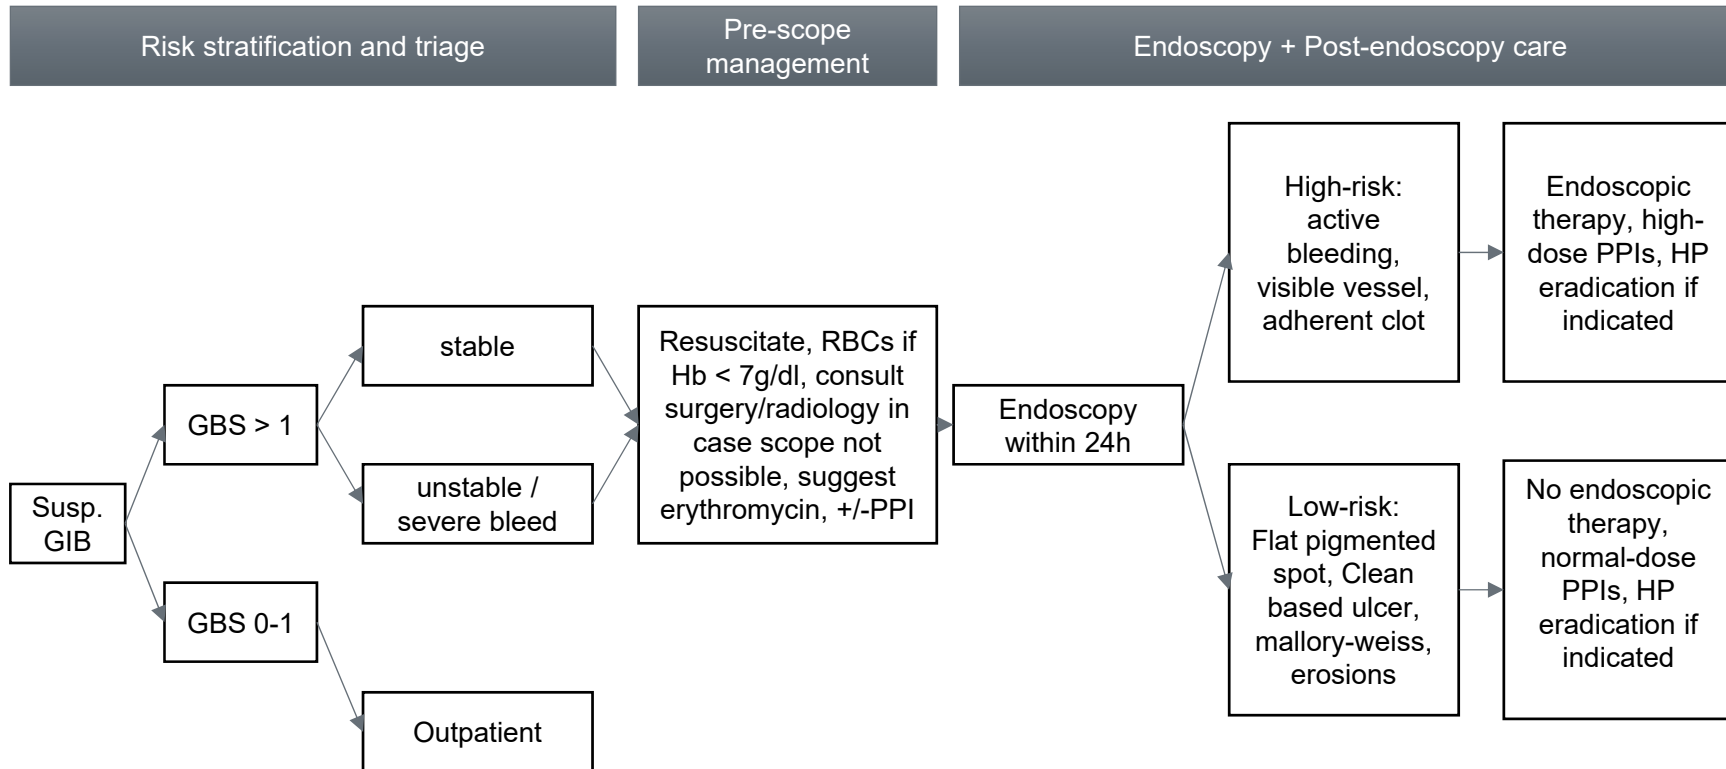 Risk stratification and triage
Pre-scope
management
Endoscopy + Post-endoscopy care
Susp.
GIB
GBS > 1
GBS 0-1
stable
unstable /
severe bleed
Outpatient
Resuscitate, RBCs if
Hb < 7g/dl, consult
surgery/radiology in
case scope not
possible, suggest
erythromycin, +/-PPI
Endoscopy
within 24h
High-risk:
active
bleeding,
visible vessel,
adherent clot
Endoscopic
therapy, high-
dose PPIs, HP
eradication if
indicated
Low-risk:
Flat pigmented
spot, Clean
based ulcer,
mallory-weiss,
erosions
No endoscopic
therapy,
normal-dose
PPIs, HP
eradication if
indicated